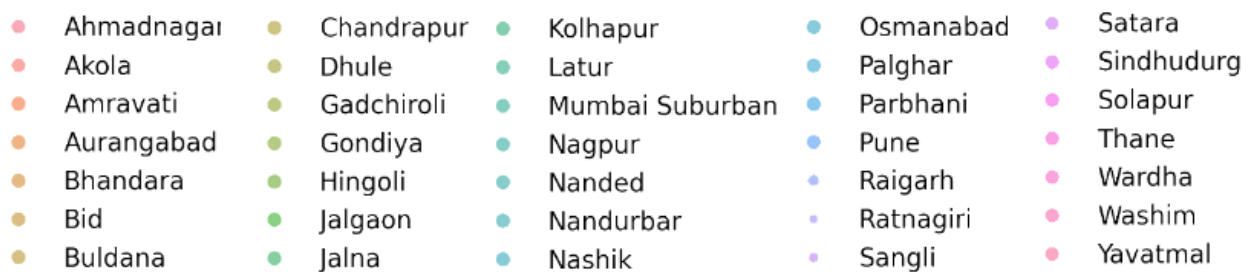 Ahmadnagar
Akola
Amravati
Aurangabad
Bhandara
Bid
Buldana
Chandrapur
Dhule
Gadchiroli
Gondiya
Hingoli
Jalgaon
Jalna
Kolhapur
Latur
Mumbai Suburban
Nagpur
Nanded
Nandurbar
Nashik
Osmanabad
Palghar
Parbhani
Pune
Raigarh
Ratnagiri
Sangli
Satara
Sindhudurg
Solapur
Thane
Wardha
Washim
Yavatmal